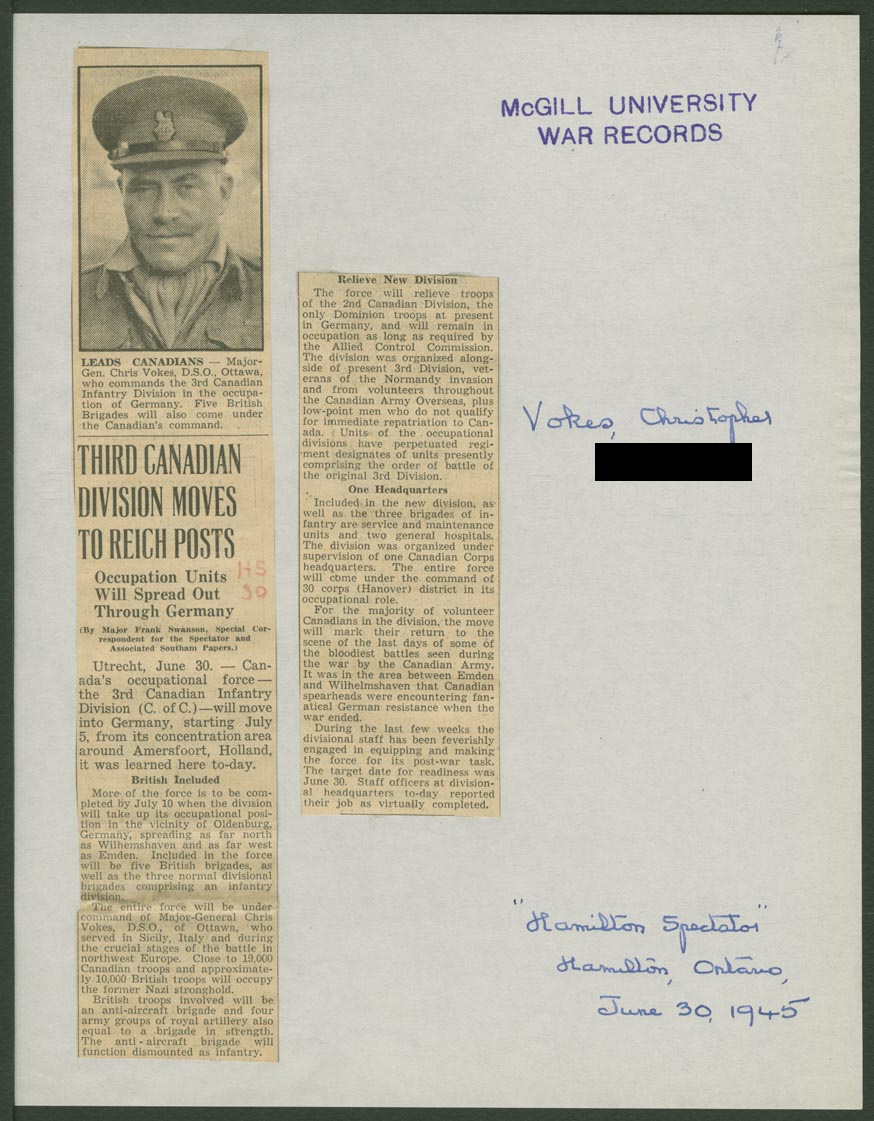 McGILL UNIVERSITY
WAR RECORDS
LEADS CANADIANS — Major-
Gen. Chris Vokes, D.S.O., Ottawa,
who commands the 3rd Canadian
Infantry Division in the occupa-
tion of Germany. Five British
Brigades will also come under
the Canadian's command.
THIRD CANADIAN
DIVISION MOVES
TO REICH POSTS
Occupation Units
Will Spread Out
Through Germany
HS
30
(By Major Frank Swanson, Special Cor-
respondent for the Spectator and
Associated Southam Papers.)
Utrecht, June 30. — Can-
ada's occupational force —
the 3rd Canadian Infantry
Division (C. of C.)—will move
into Germany, starting July
5, from its concentration area
around Amersfoort, Holland,
it was learned here to-day.
British Included
More of the force is to be com-
pleted by July 10 when the division
will take up its occupational posi-
tion in the vicinity of Oldenburg,
Germany, spreading as far north
as Wilhemshaven and as far west
as Emden. Included in the force
will be five British brigades, as
well as the three normal divisional
brigades comprising an infantry
division.
The entire force will be under
command of Major-General Chris
Vokes, D.S.O., of Ottawa, who
served in Sicily, Italy and during
the crucial stages of the battle in
northwest Europe. Close to 19,000
Canadian troops and approximate-
ly 10,000 British troops will occupy
the former Nazi stronghold.
British troops involved will be
an anti-aircraft brigade and four
army groups of royal artillery also
equal to a brigade in strength.
The anti-aircraft brigade will
function dismounted as infantry.
Relieve New Division
The force will relieve troops
of the 2nd Canadian Division, the
only Dominion troops at present
in Germany, and will remain in
occupation as long as required by
the Allied Control Commission.
The division was organized along-
side of present 3rd Division, vet-
erans of the Normandy invasion
and from volunteers throughout
the Canadian Army Overseas, plus
low-point men who do not qualify
for immediate repatriation to Can-
ada. Units of the occupational
divisions have perpetuated regi-
ment designates of units presently
comprising the order of battle of
the original 3rd Division.
One Headquarters
Included in the new division, as
well as the three brigades of in-
fantry are service and maintenance
units and two general hospitals.
The division was organized under
supervision of one Canadian Corps
headquarters. The entire force
will come under the command of
30 corps (Hanover) district in its
occupational role.
For the majority of volunteer
Canadians in the division, the move
will mark their return to the
scene of the last days of some of
the bloodiest battles seen during
the war by the Canadian Army.
It was in the area between Emden
and Wilhelmshaven that Canadian
spearheads were encountering fan-
atical German resistance when the
war ended.
During the last few weeks the
divisional staff has been feverishly
engaged in equipping and making
the force for its post-war task.
The target date for readiness was
June 30. Staff officers at division-
al headquarters to-day reported
their job as virtually completed.
Vokes, Christopher
"Hamilton Spectator"
Hamilton, Ontario,
June 30, 1945